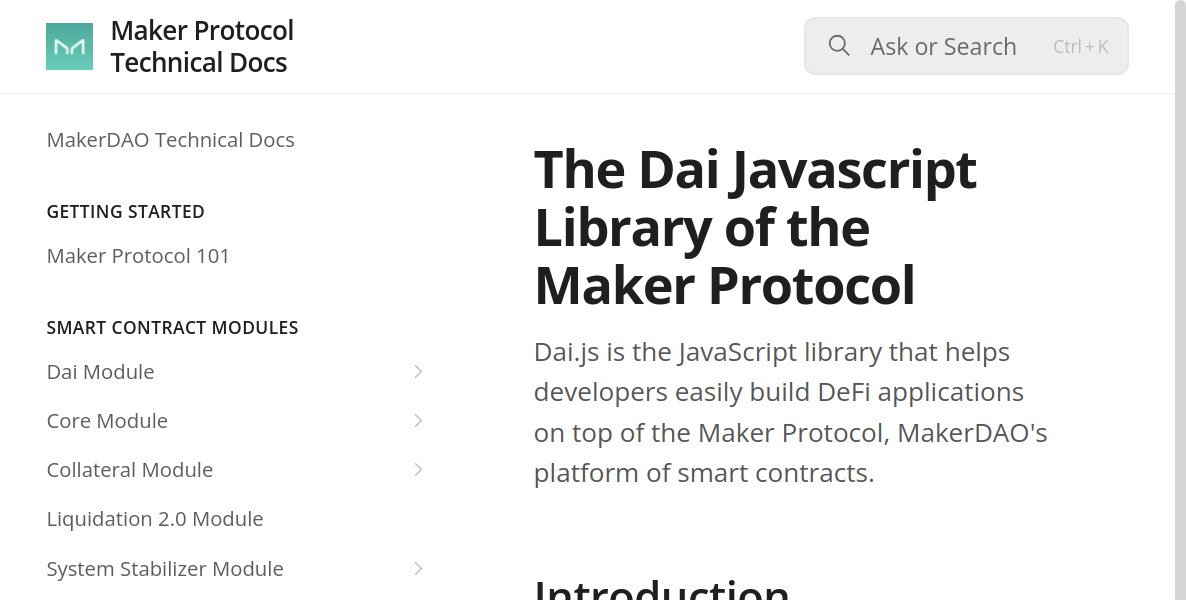 Maker Protocol
Technical Docs
Ask or Search
Ctrl + K
MakerDAO Technical Docs
GETTING STARTED
Maker Protocol 101
SMART CONTRACT MODULES
Dai Module
Core Module
Collateral Module
Liquidation 2.0 Module
System Stabilizer Module
The Dai Javascript
Library of the
Maker Protocol
Dai.js is the JavaScript library that helps
developers easily build DeFi applications
on top of the Maker Protocol, MakerDAO's
platform of smart contracts.
Introduction